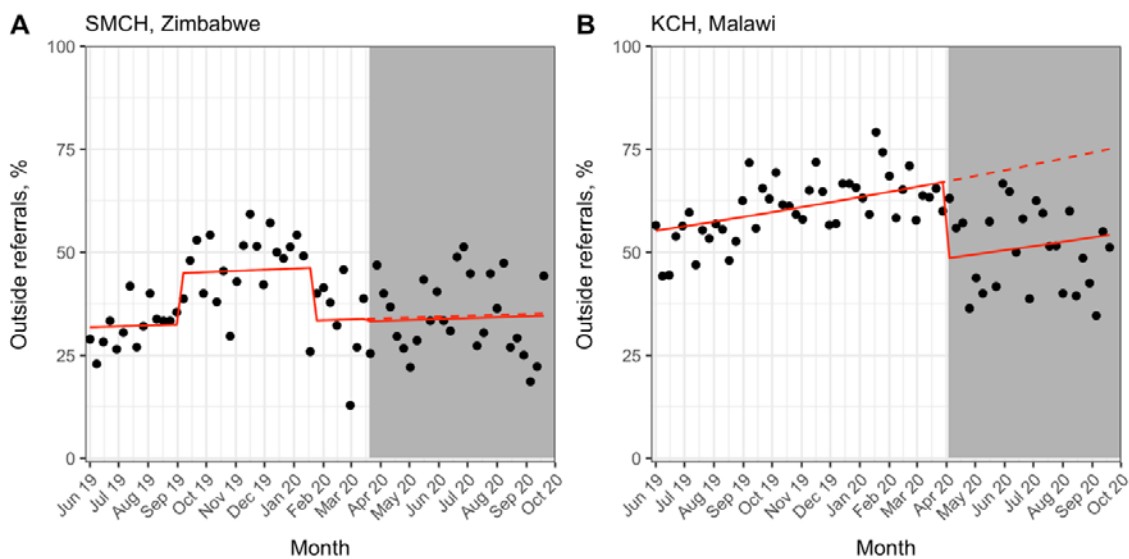 A SMCH, Zimbabwe
100
75
50
25
0
Outside referrals, %
Jun 19 Jul 19 Aug 19 Sep 19 Oct 19 Nov 19 Dec 19 Jan 20 Feb 20 Mar 20 Apr 20 May 20 Jun 20 Jul 20 Aug 20 Sep 20 Oct 20
Month
B KCH, Malawi
100
75
50
25
0
Outside referrals, %
Jun 19 Jul 19 Aug 19 Sep 19 Oct 19 Nov 19 Dec 19 Jan 20 Feb 20 Mar 20 Apr 20 May 20 Jun 20 Jul 20 Aug 20 Sep 20 Oct 20
Month